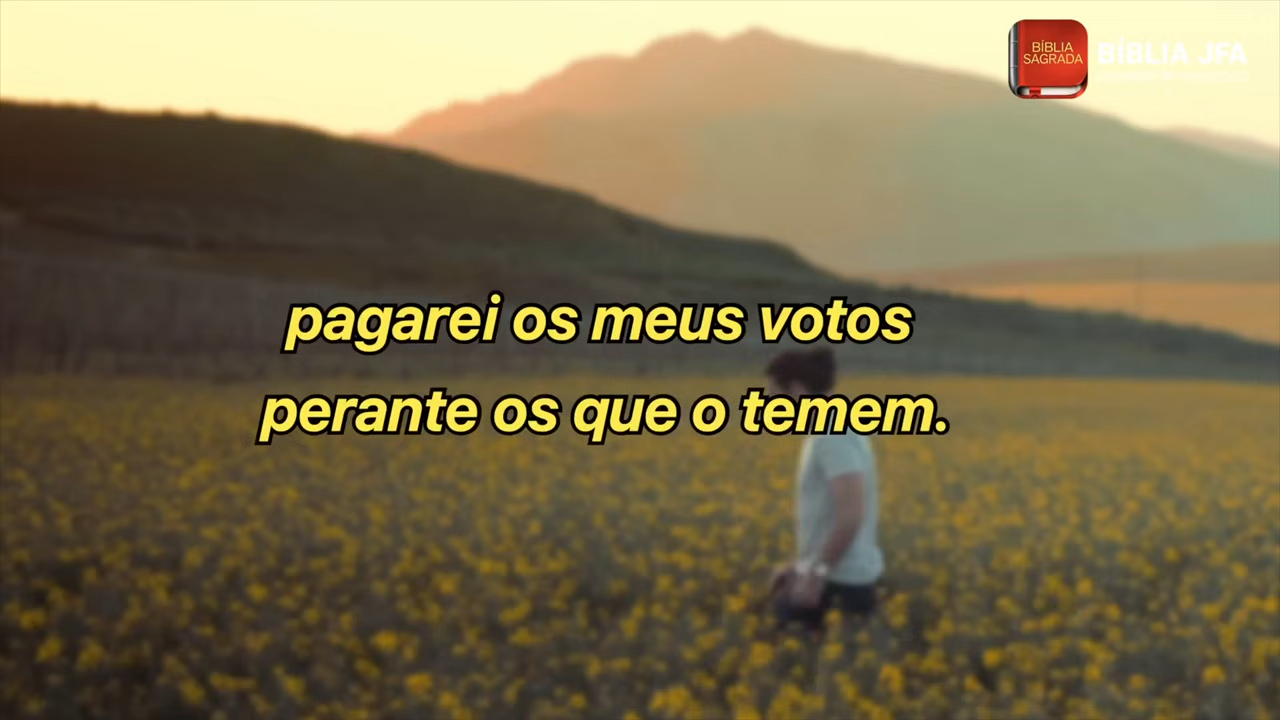 BÍBLIA
SAGRADA
BÍBLIA JFA
pagarei os meus votos
perante os que o temem.